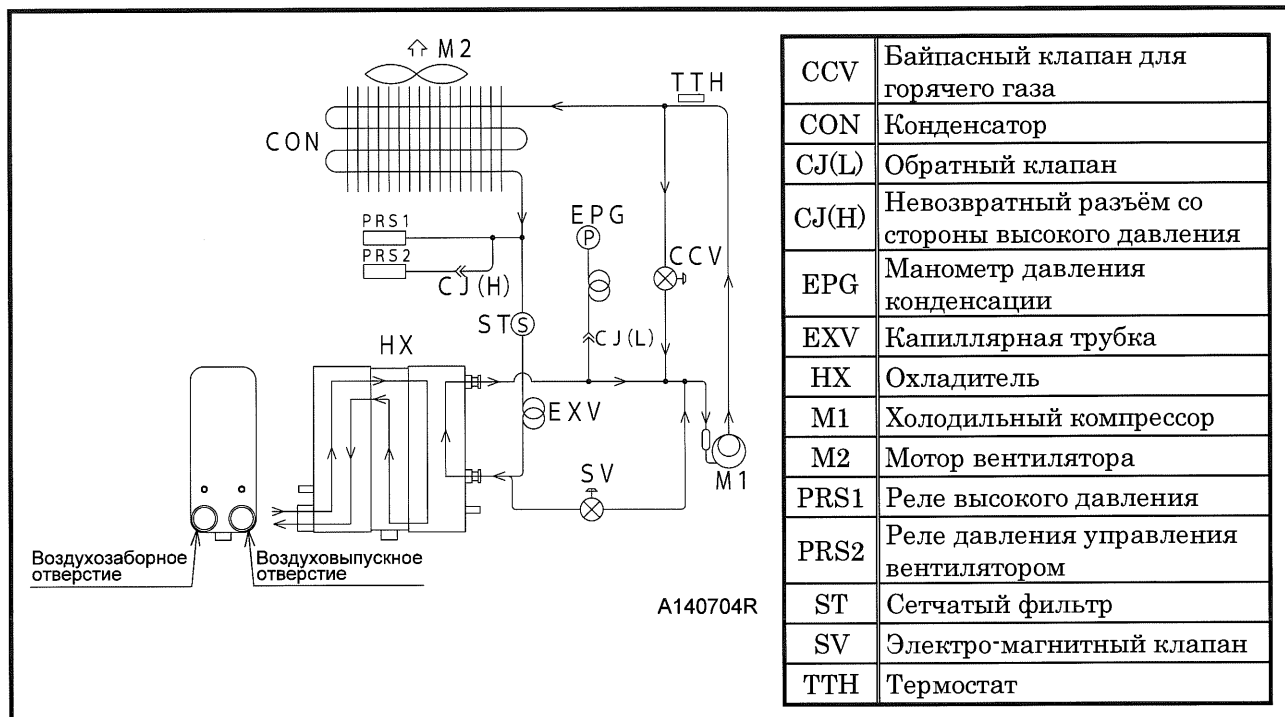 M2
TTH
CON
PRS1
PRS2
EPG
P
CCV
CJ(H)
ST
S
CJ(L)
HX
EXV
SV
M1
Воздухозаборное
отверстие
Воздуховыпускное
отверстие
A140704R
CCV Байпасный клапан для
горячего газа
CON Конденсатор
CJ(L) Обратный клапан
CJ(H) Невозвратный разъём со
стороны высокого давления
EPG Манометр давления
конденсации
EXV Капиллярная трубка
HX Охладитель
M1 Холодильный компрессор
M2 Мотор вентилятора
PRS1 Реле высокого давления
PRS2 Реле давления управления
вентилятором
ST Сетчатый фильтр
SV Электро-магнитный клапан
TTH Термостат